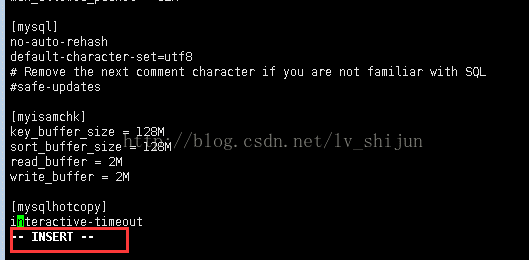 [mysql]
no-auto-rehash
default-character-set=utf8
# Remove the next comment character if you are not familiar with SQL
#safe-updates
[myisamchk]
key_buffer_size = 128M
sort_buffer_size = 128M
read_buffer = 2M
write_buffer = 2M
http://blog.csdn.net/lv_shijun
[mysqlhotcopy]
interactive-timeout
-- INSERT --